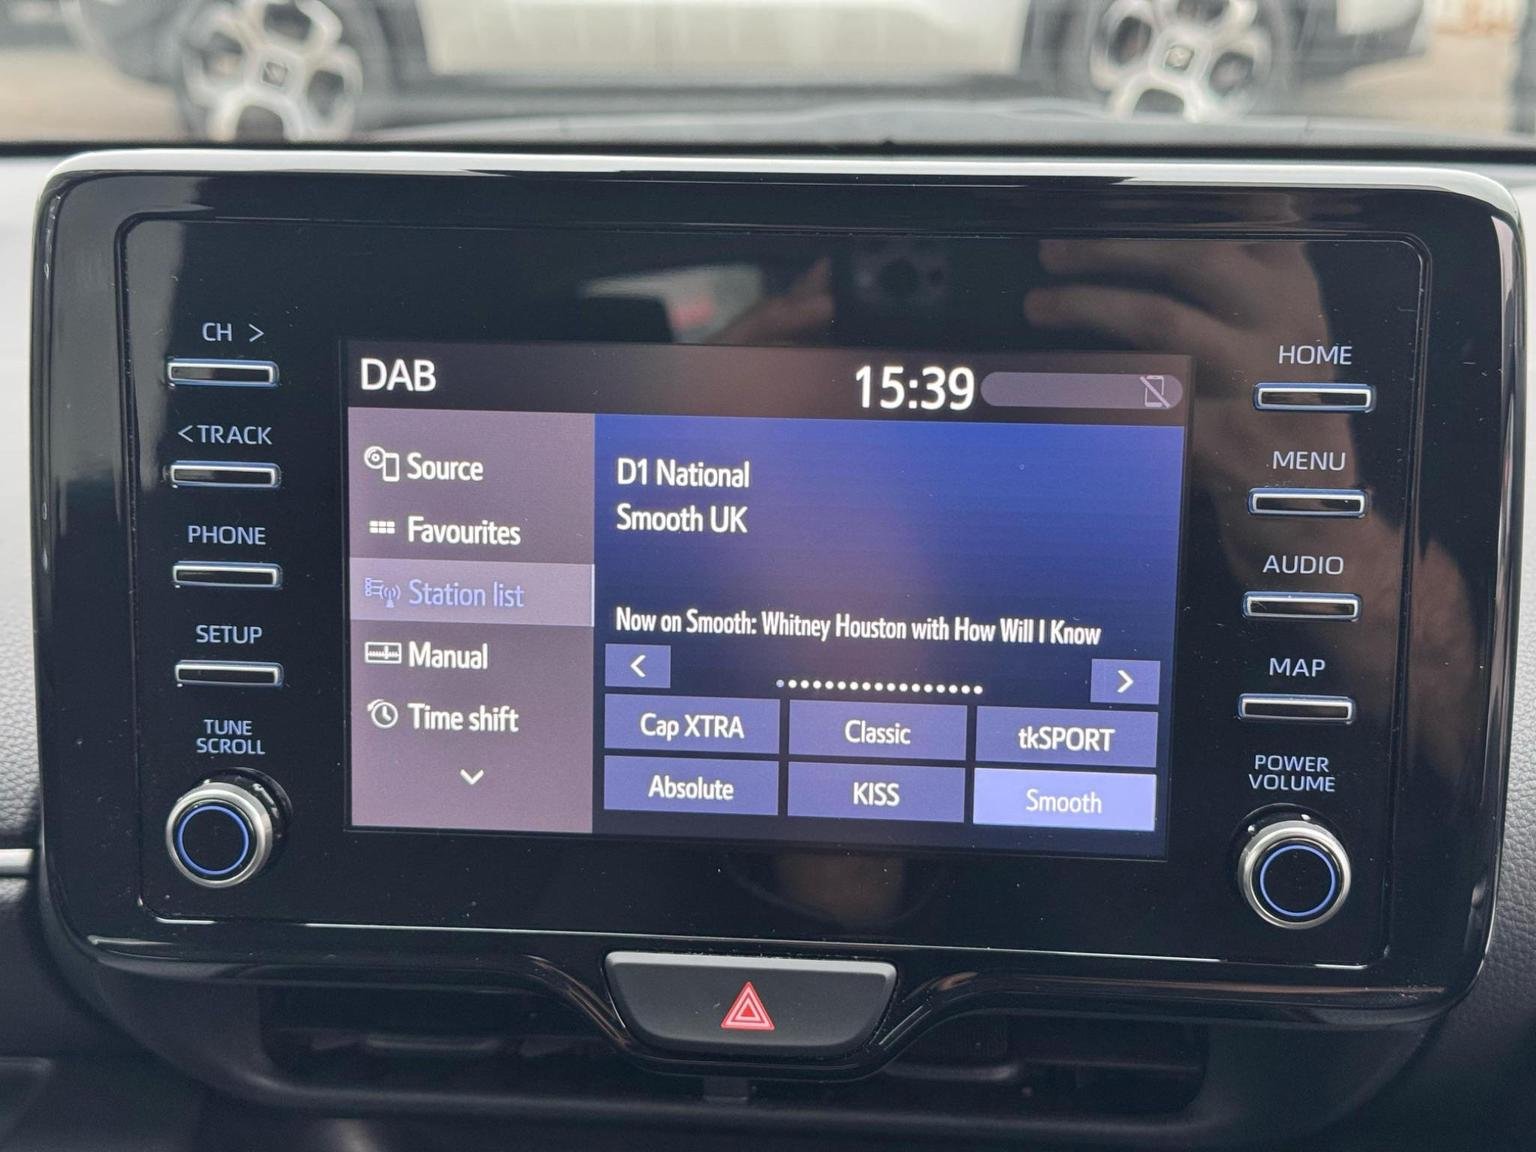 CH >
< TRACK
PHONE
SETUP
TUNE
SCROLL
DAB
15:39
Source
Favourites
Station list
Manual
Time shift
D1 National
Smooth UK
Now on Smooth: Whitney Houston with How Will I Know
< >
Cap XTRA Classic tkSPORT
Absolute KISS Smooth
HOME
MENU
AUDIO
MAP
POWER
VOLUME